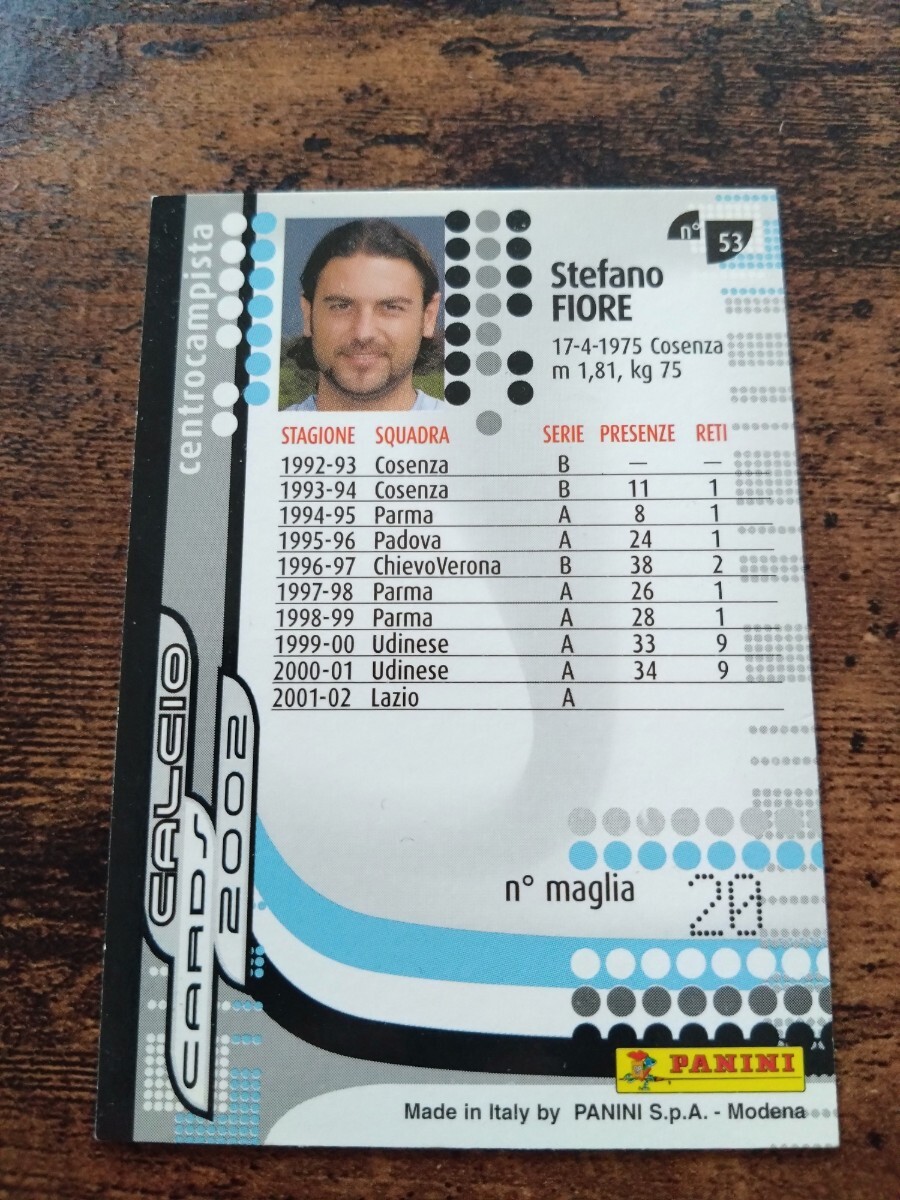 centrocampista
n° 53
Stefano
FIORE
17-4-1975 Cosenza
m 1,81, kg 75
STAGIONE SQUADRA SERIE PRESENZE RETI
1992-93 Cosenza B — —
1993-94 Cosenza B 11 1
1994-95 Parma A 8 1
1995-96 Padova A 24 1
1996-97 ChievoVerona B 38 2
1997-98 Parma A 26 1
1998-99 Parma A 28 1
1999-00 Udinese A 33 9
2000-01 Udinese A 34 9
2001-02 Lazio A
CALCIO
CARDS
2002
n° maglia 20
PANINI
Made in Italy by PANINI S.p.A. - Modena